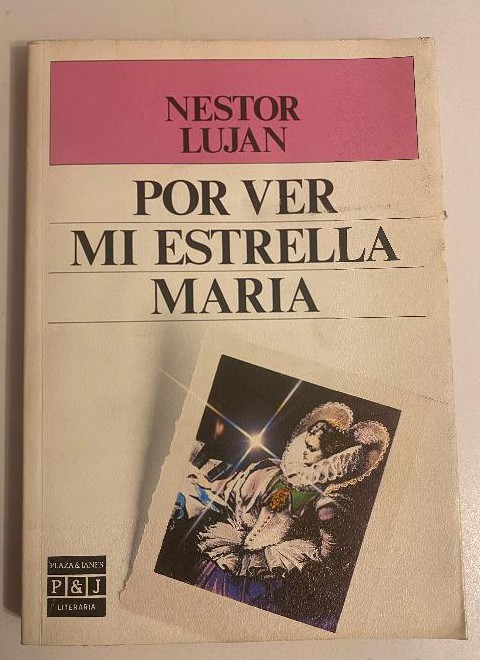 NESTOR
LUJAN
POR VER
MI ESTRELLA
MARIA
PLAZA & JANES
P & J
LITERARIA